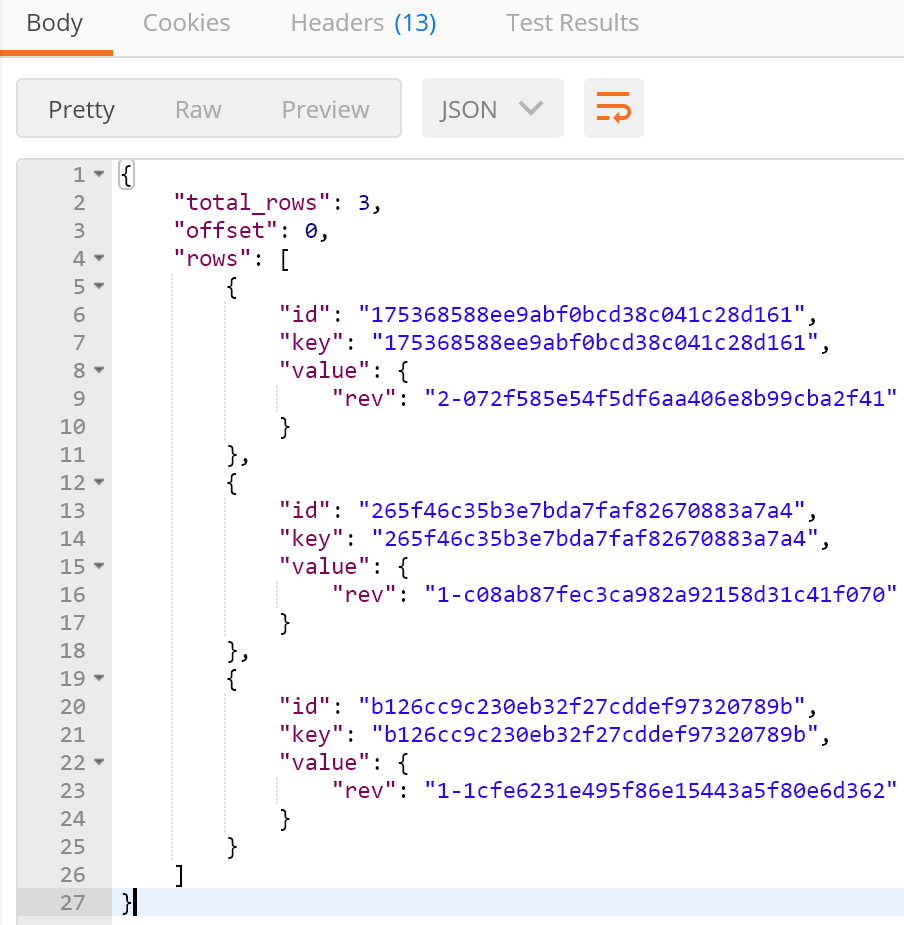 Body Cookies Headers (13) Test Results
Pretty Raw Preview JSON
1 {
2 "total_rows": 3,
3 "offset": 0,
4 "rows": [
5 {
6 "id": "175368588ee9abf0bcd38c041c28d161",
7 "key": "175368588ee9abf0bcd38c041c28d161",
8 "value": {
9 "rev": "2-072f585e54f5df6aa406e8b99cba2f41"
10 }
11 },
12 {
13 "id": "265f46c35b3e7bda7faf82670883a7a4",
14 "key": "265f46c35b3e7bda7faf82670883a7a4",
15 "value": {
16 "rev": "1-c08ab87fec3ca982a92158d31c41f070"
17 }
18 },
19 {
20 "id": "b126cc9c230eb32f27cddef97320789b",
21 "key": "b126cc9c230eb32f27cddef97320789b",
22 "value": {
23 "rev": "1-1cfe6231e495f86e15443a5f80e6d362"
24 }
25 }
26 ]
27 }